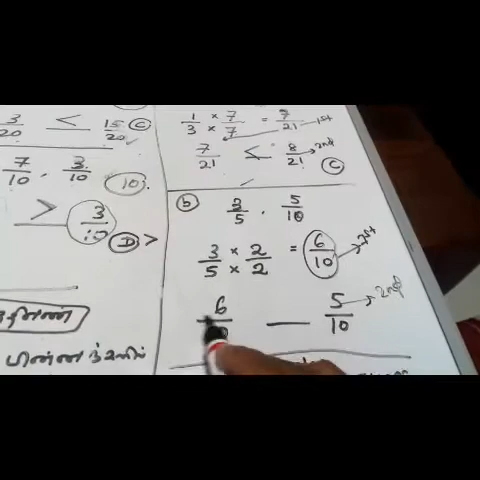 3/20 < 15/20 C
7/10 . 3/10 10.
> 3/10 D >
1/3 × 7/7 = 7/21 1st
7/21 < 8/21 2nd
C
b 3/5 . 5/10
3/5 × 2/2 = 6/10 1st
6 — 5/10 2nd